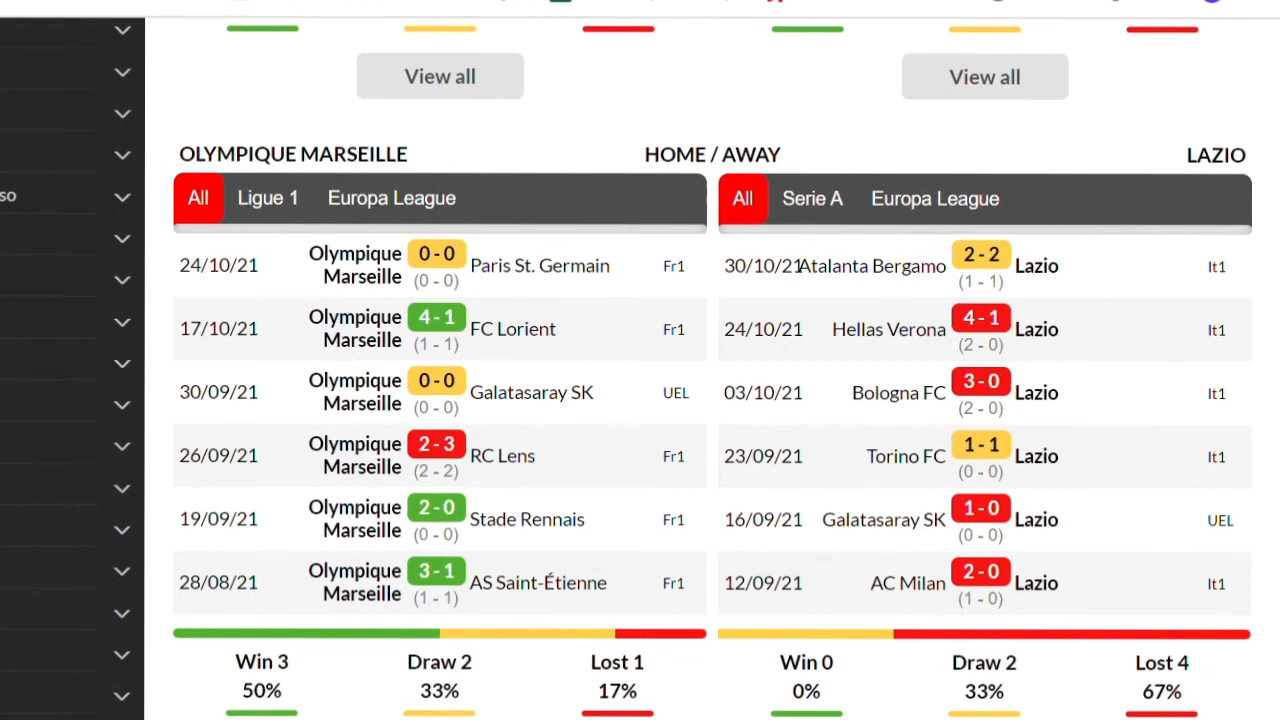 View all
View all
so
OLYMPIQUE MARSEILLE HOME / AWAY LAZIO
All Ligue 1 Europa League
24/10/21 Olympique Marseille 0 - 0 (0 - 0) Paris St. Germain Fr1
17/10/21 Olympique Marseille 4 - 1 (1 - 1) FC Lorient Fr1
30/09/21 Olympique Marseille 0 - 0 (0 - 0) Galatasaray SK UEL
26/09/21 Olympique Marseille 2 - 3 (2 - 2) RC Lens Fr1
19/09/21 Olympique Marseille 2 - 0 (0 - 0) Stade Rennais Fr1
28/08/21 Olympique Marseille 3 - 1 (1 - 1) AS Saint-Étienne Fr1
Win 3 Draw 2 Lost 1
50% 33% 17%
All Serie A Europa League
30/10/21 Atalanta Bergamo 2 - 2 (1 - 1) Lazio It1
24/10/21 Hellas Verona 4 - 1 (2 - 0) Lazio It1
03/10/21 Bologna FC 3 - 0 (2 - 0) Lazio It1
23/09/21 Torino FC 1 - 1 (0 - 0) Lazio It1
16/09/21 Galatasaray SK 1 - 0 (0 - 0) Lazio UEL
12/09/21 AC Milan 2 - 0 (1 - 0) Lazio It1
Win 0 Draw 2 Lost 4
0% 33% 67%